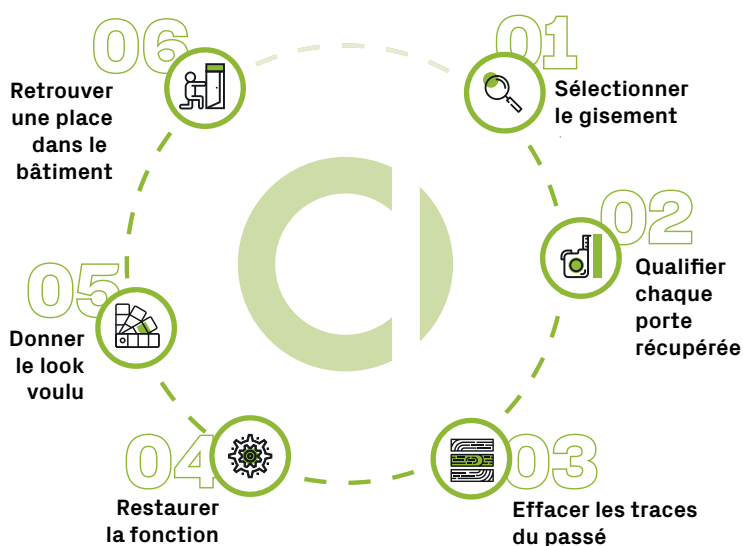 01
Sélectionner
le gisement
02
Qualifier
chaque
porte
récupérée
03
Effacer les traces
du passé
04
Restaurer
la fonction
05
Donner
le look
voulu
06
Retrouver
une place
dans le
bâtiment